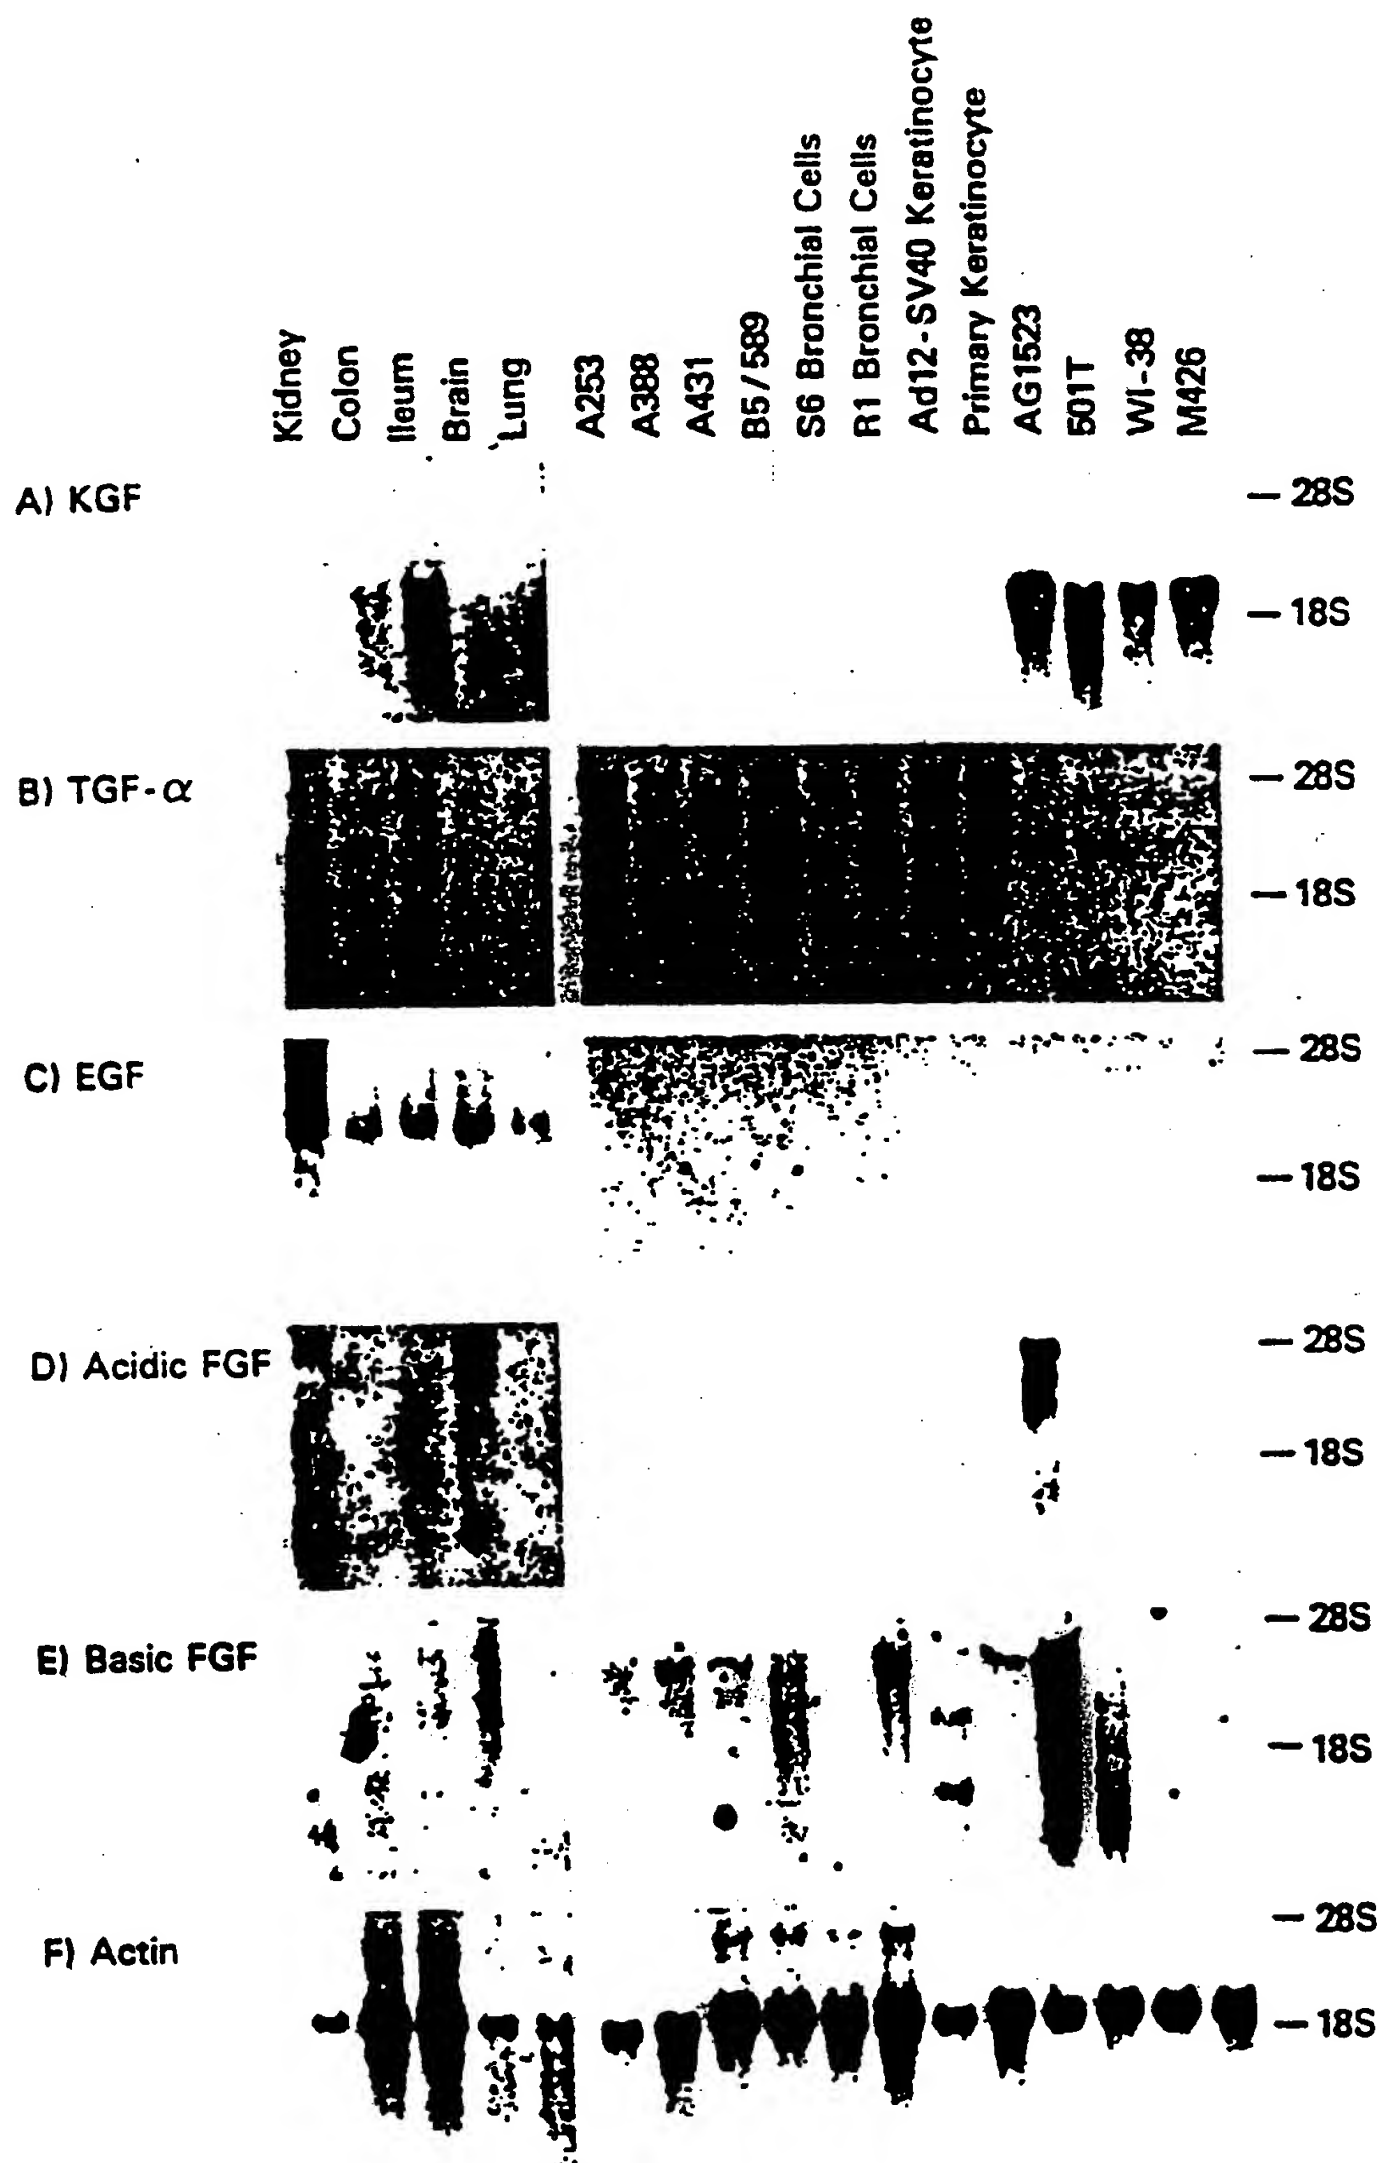 Kidney
Colon
Ileum
Brain
Lung
A253
A388
A431
B5/589
S6 Bronchial Cells
R1 Bronchial Cells
Ad12-SV40 Keratinocyte
Primary Keratinocyte
AG1523
501T
WI-38
M426
A) KGF
— 28S
— 18S
B) TGF-α
— 28S
— 18S
C) EGF
— 28S
— 18S
D) Acidic FGF
— 28S
— 18S
E) Basic FGF
— 28S
— 18S
F) Actin
— 28S
— 18S